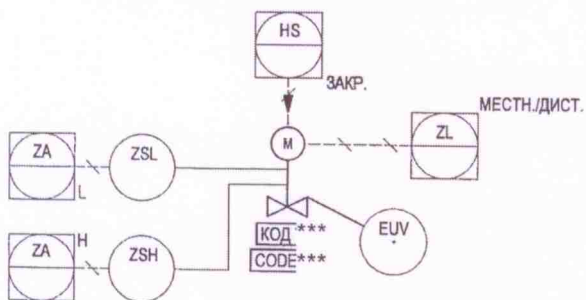 HS
ЗАКР.
МЕСТН./ДИСТ.
M
ZL
ZA
ZSL
L
КОД ***
EUV
*
CODE ***
ZA
H
ZSH